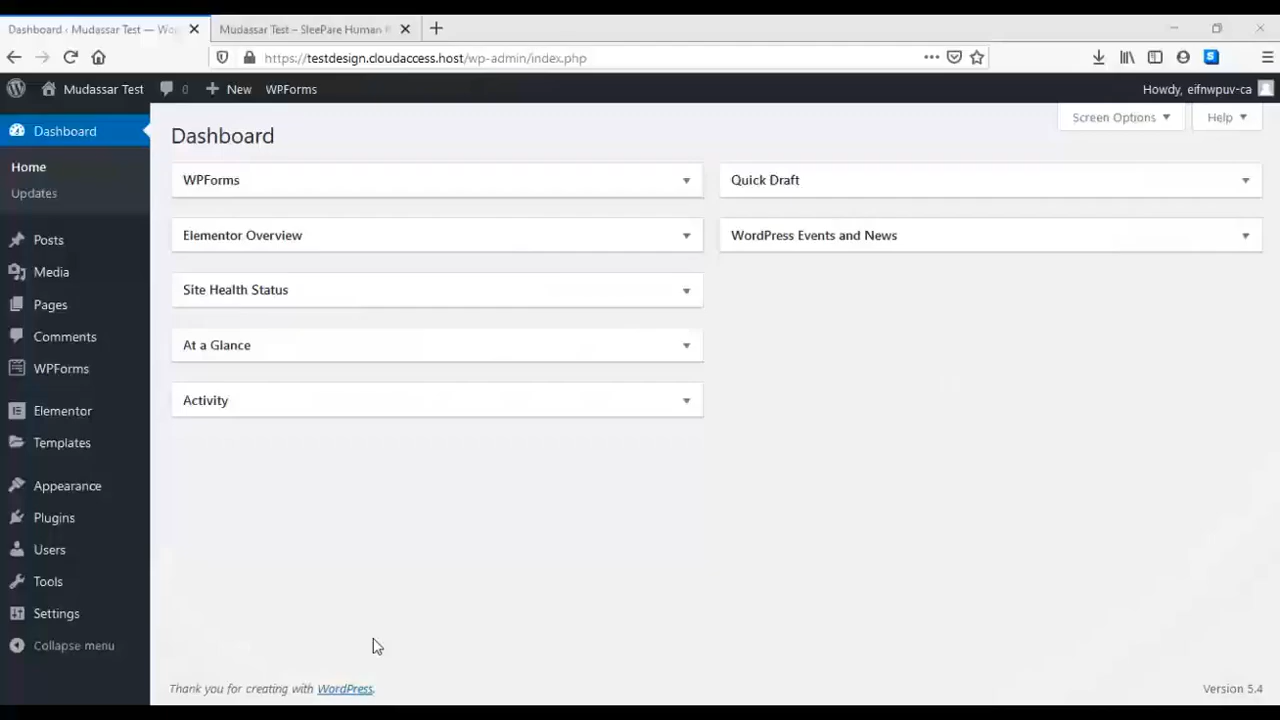 Dashboard ‹ Mudassar Test — Wo
Mudassar Test – SleePare Human R
https://testdesign.cloudaccess.host/wp-admin/index.php
Mudassar Test
0
New
WPForms
Howdy, eifnwpuv-ca
Dashboard
Home
Updates
Posts
Media
Pages
Comments
WPForms
Elementor
Templates
Appearance
Plugins
Users
Tools
Settings
Collapse menu
Screen Options
Help
Dashboard
WPForms
Quick Draft
Elementor Overview
WordPress Events and News
Site Health Status
At a Glance
Activity
Thank you for creating with WordPress.
Version 5.4